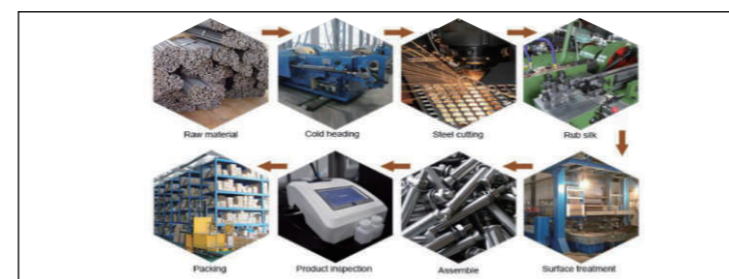 Raw material
Cold heading
Steel cutting
Rub silk
Packing
Product inspection
Assemble
Surface treatment